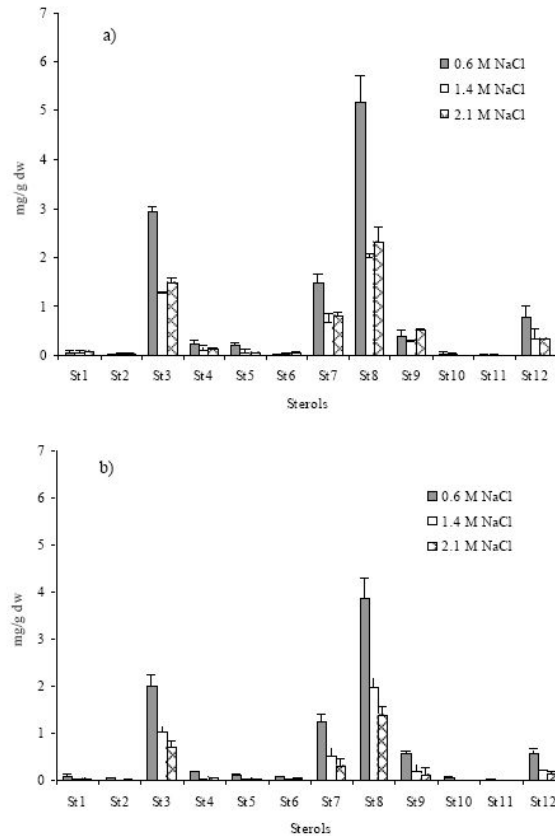 a)
7
6
5
4
3
2
1
0
mg/g dw
0.6 M NaCl
1.4 M NaCl
2.1 M NaCl
St1 St2 St3 St4 St5 St6 St7 St8 St9 St10 St11 St12
Sterols
b)
7
6
5
4
3
2
1
0
mg/g dw
0.6 M NaCl
1.4 M NaCl
2.1 M NaCl
St1 St2 St3 St4 St5 St6 St7 St8 St9 St10 St11 St12
Sterols